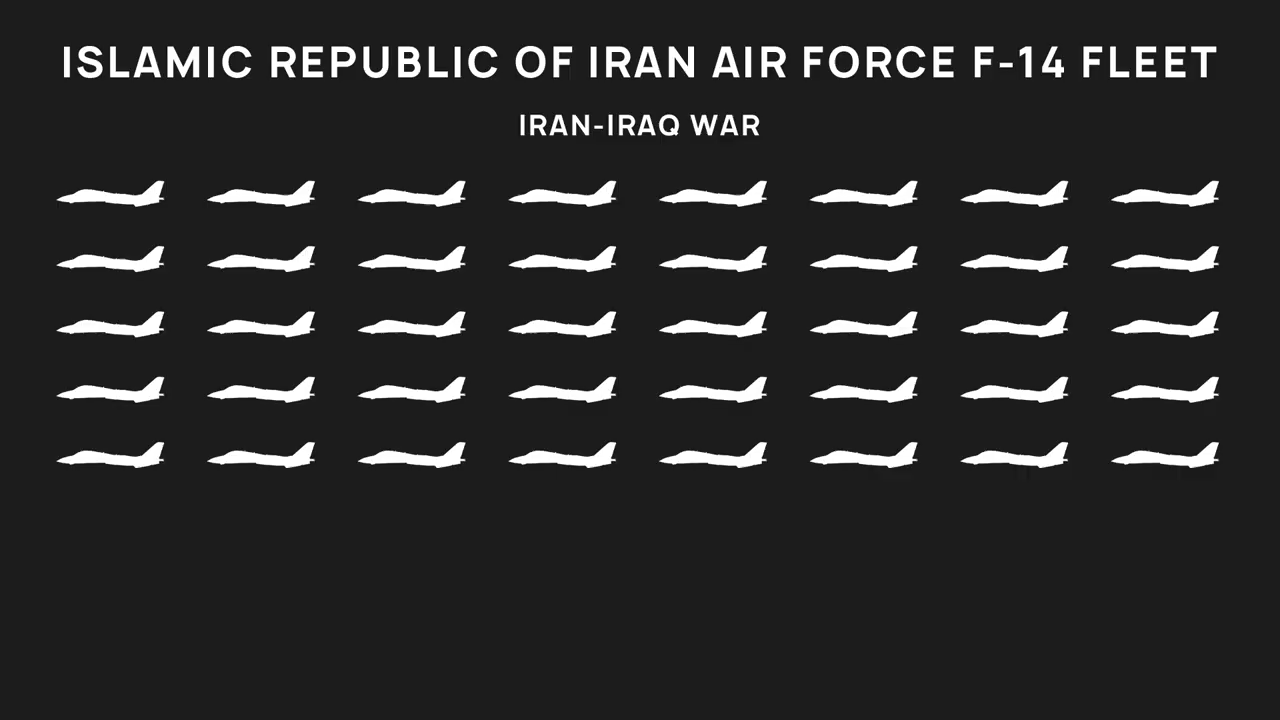 ISLAMIC REPUBLIC OF IRAN AIR FORCE F-14 FLEET
IRAN-IRAQ WAR